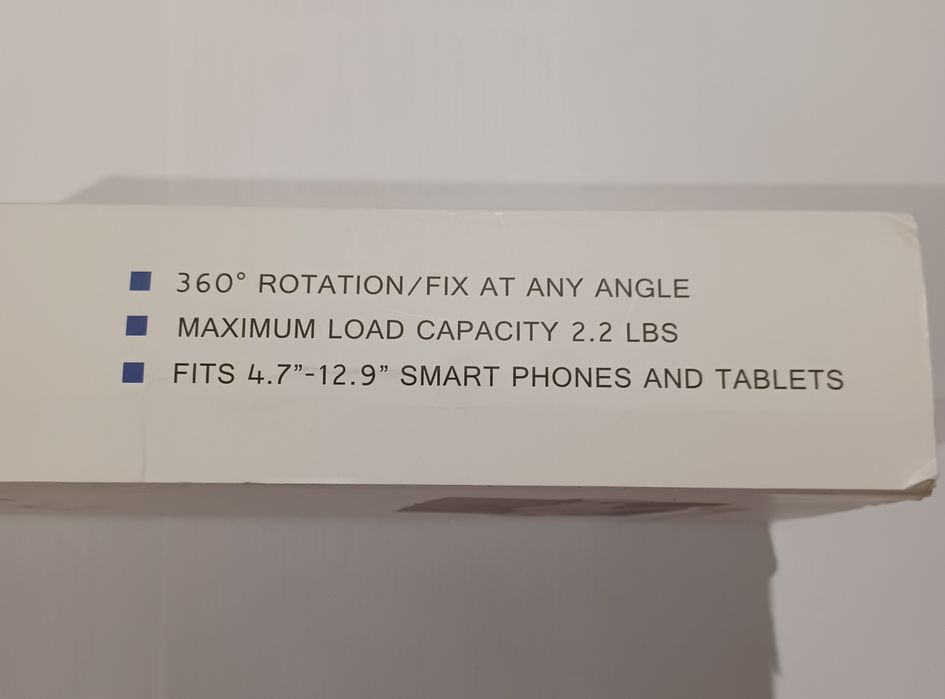 360° ROTATION/FIX AT ANY ANGLE
MAXIMUM LOAD CAPACITY 2.2 LBS
FITS 4.7”-12.9” SMART PHONES AND TABLETS